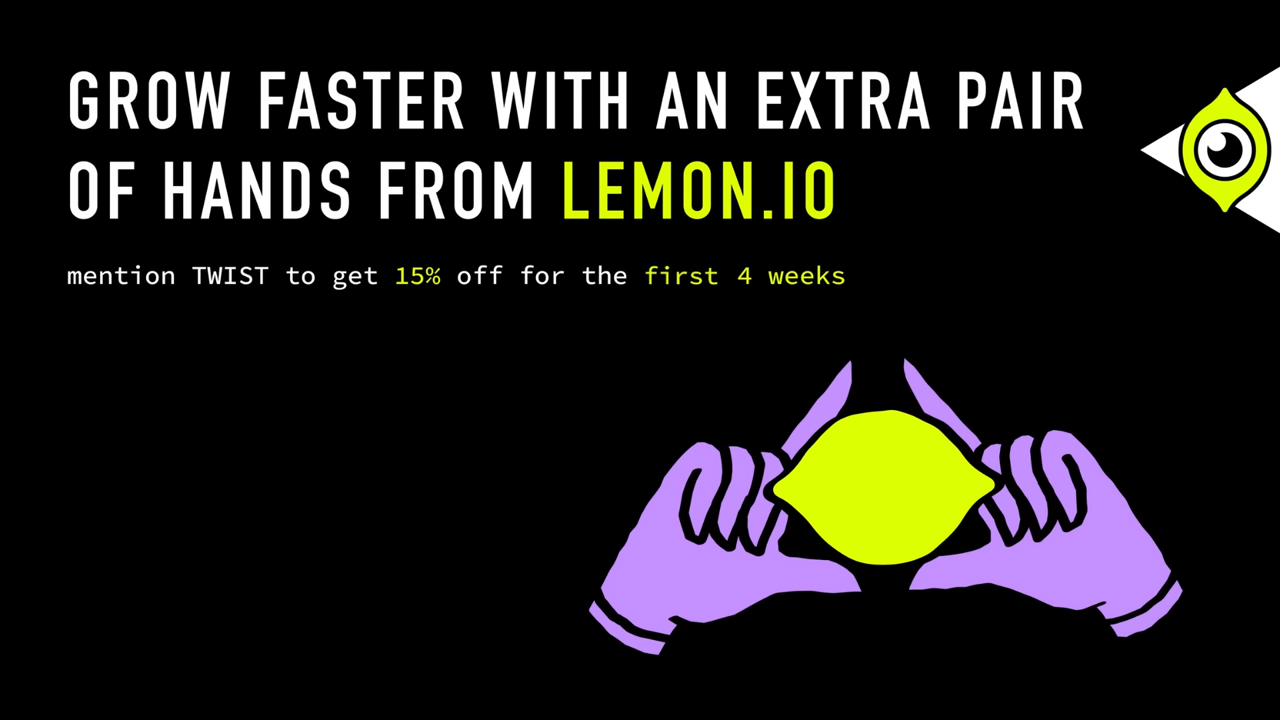 GROW FASTER WITH AN EXTRA PAIR
OF HANDS FROM LEMON.IO
mention TWIST to get 15% off for the first 4 weeks